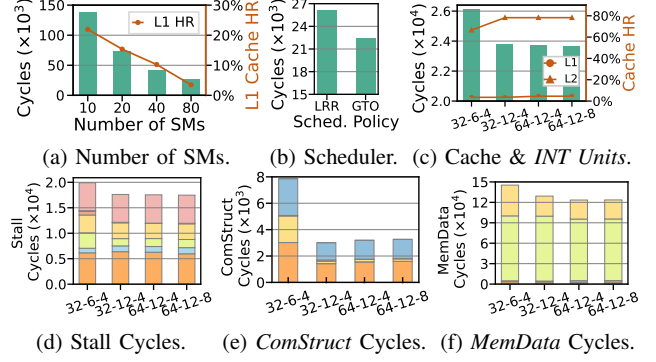 Cycles (×10³)
150
100
50
0
L1 HR
30%
20%
10%
0%
L1 Cache HR
10 20 40 80
Number of SMs
(a) Number of SMs.
Cycles (×10³)
27
24
21
18
15
LRR GTO
Sched. Policy
(b) Scheduler.
Cycles (×10⁴)
2.6
2.4
2.2
2.0
L1
L2
80%
60%
40%
20%
0%
Cache HR
32-6-4 32-12-4 64-12-4 64-12-8
(c) Cache & INT Units.
Stall
Cycles (×10⁴)
2.0
1.5
1.0
0.5
0.0
32-6-4 32-12-4 64-12-4 64-12-8
(d) Stall Cycles.
ComStruct
Cycles (×10³)
8
6
4
2
0
32-6-4 32-12-4 64-12-4 64-12-8
(e) ComStruct Cycles.
MemData
Cycles (×10⁴)
15
12
9
6
3
0
32-6-4 32-12-4 64-12-4 64-12-8
(f) MemData Cycles.